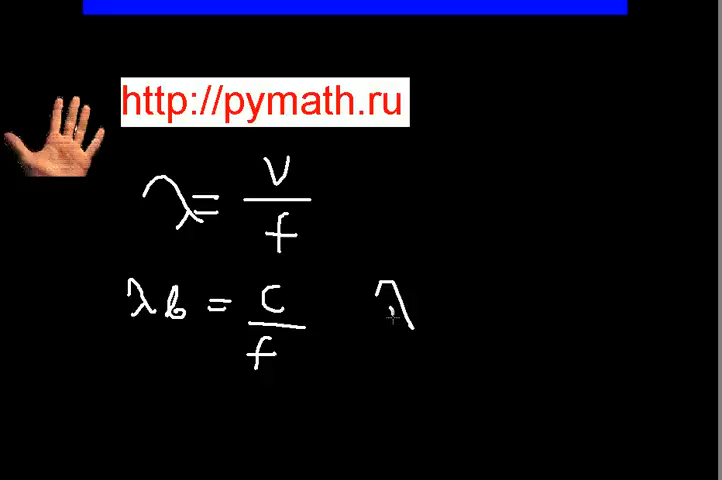 http://pymath.ru
λ = v/f
λв = c/f λ